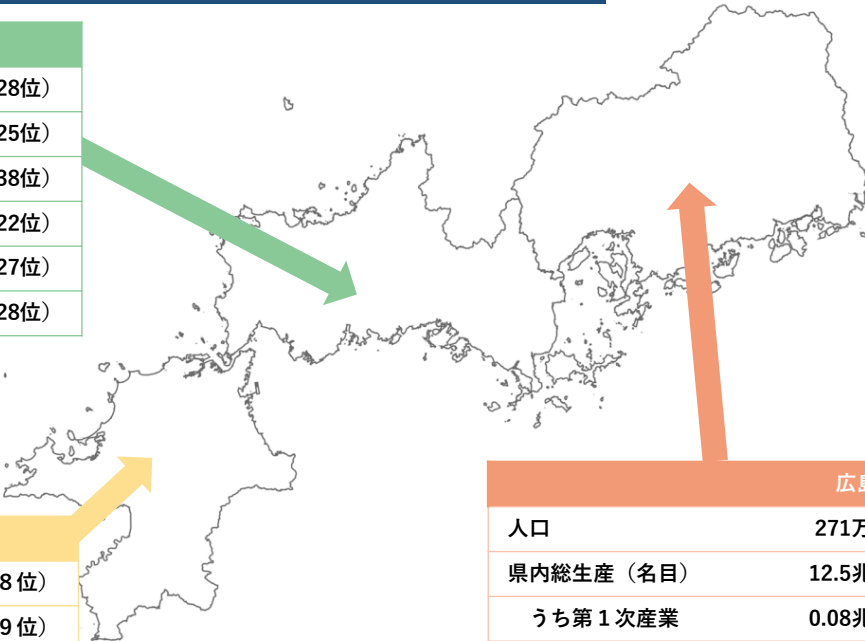 28位）
25位）
38位）
22位）
27位）
28位）
8位）
9位）
広島
人口 271万
県内総生産（名目） 12.5兆
うち第１次産業 0.08兆